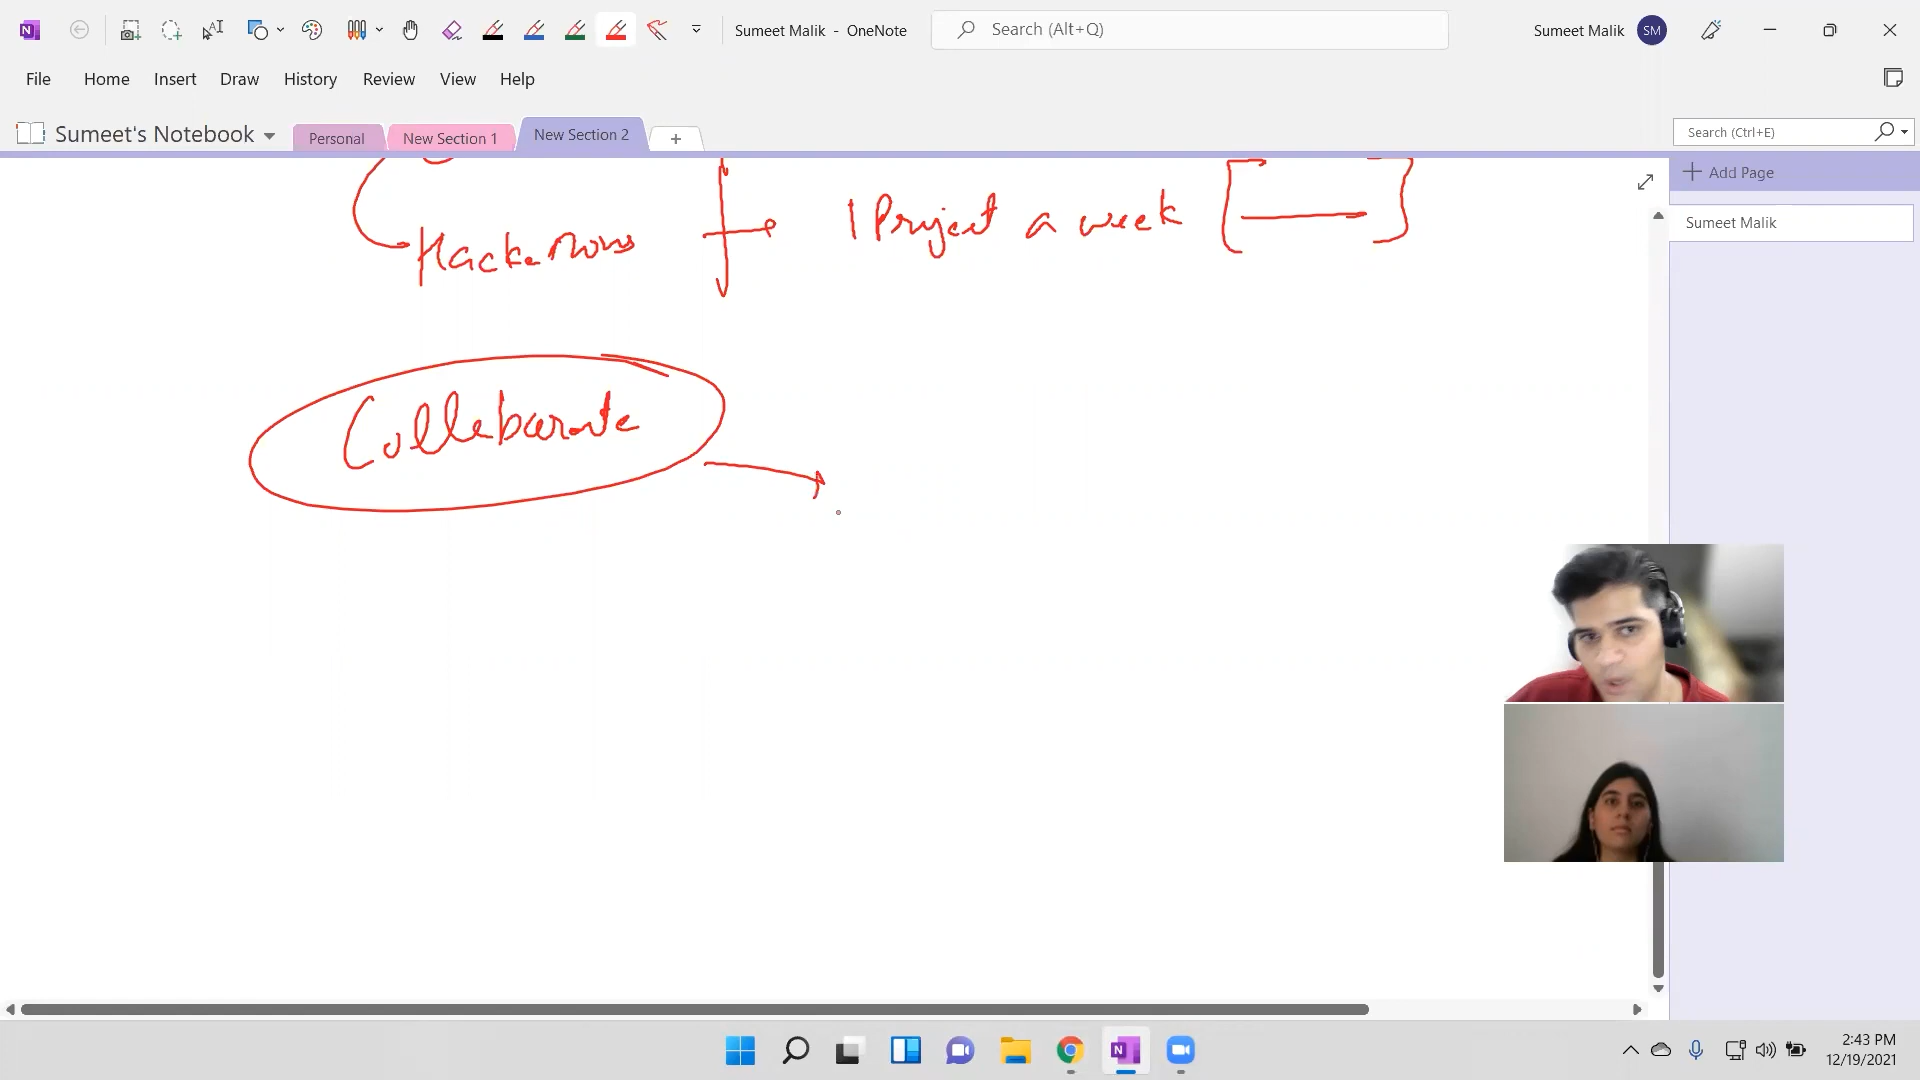 Sumeet Malik - OneNote
Search (Alt+Q)
Sumeet Malik
SM
File Home Insert Draw History Review View Help
Sumeet's Notebook
Personal
New Section 1
New Section 2
Search (Ctrl+E)
Add Page
Sumeet Malik
1 Project a week
Collebarate
2:43 PM
12/19/2021